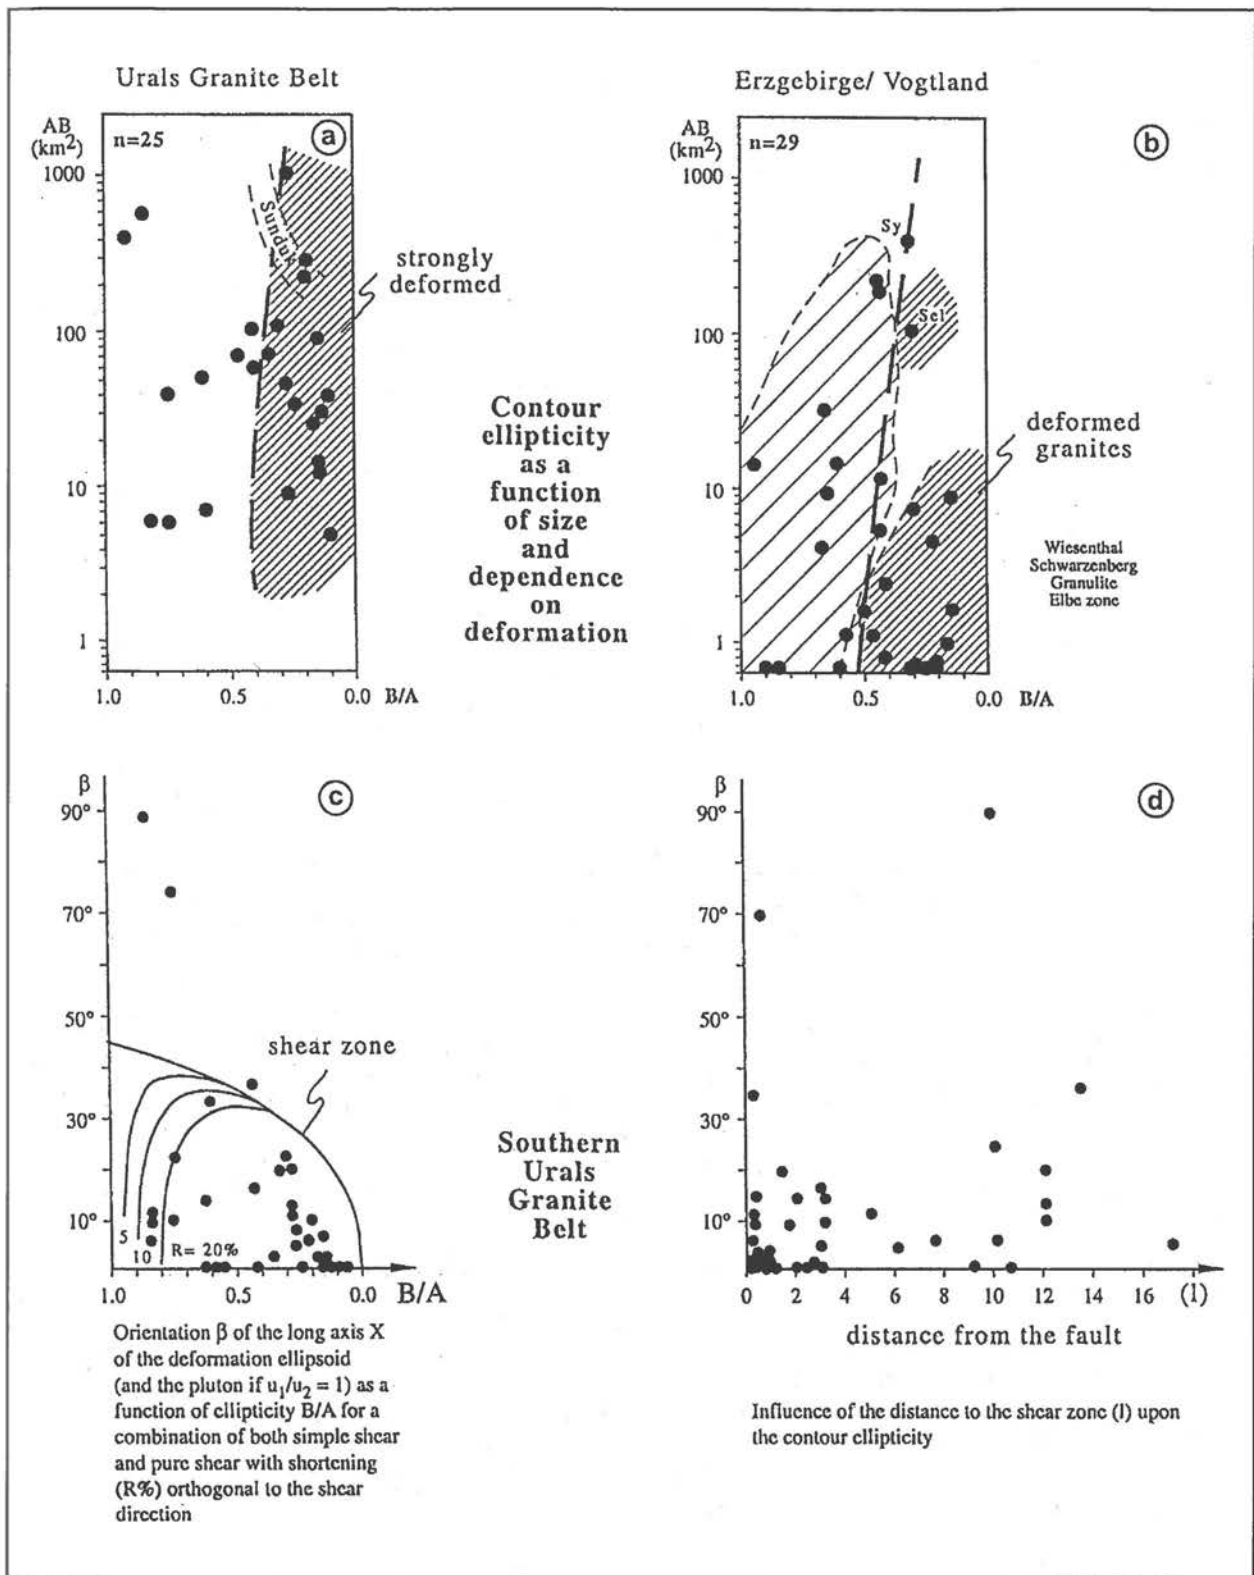 Urals Granite Belt
AB
(km²)
n=25
a
1000
100
10
1
Sundui
strongly
deformed
1.0
0.5
0.0
B/A
Erzgebirge/ Vogtland
AB
(km²)
n=29
b
1000
100
10
1
Sy
Scl
deformed
granites
Wiesenthal
Schwarzenberg
Granulite
Elbe zone
1.0
0.5
0.0
B/A
Contour
ellipticity
as a
function
of size
and
dependence
on
deformation
β
c
90°
70°
50°
30°
10°
shear zone
5
10
R= 20%
1.0
0.5
0.0
B/A
Orientation β of the long axis X
of the deformation ellipsoid
(and the pluton if u₁/u₂ = 1) as a
function of ellipticity B/A for a
combination of both simple shear
and pure shear with shortening
(R%) orthogonal to the shear
direction
Southern
Urals
Granite
Belt
β
d
90°
70°
50°
30°
10°
0
2
4
6
8
10
12
14
16
(l)
distance from the fault
Influence of the distance to the shear zone (l) upon
the contour ellipticity